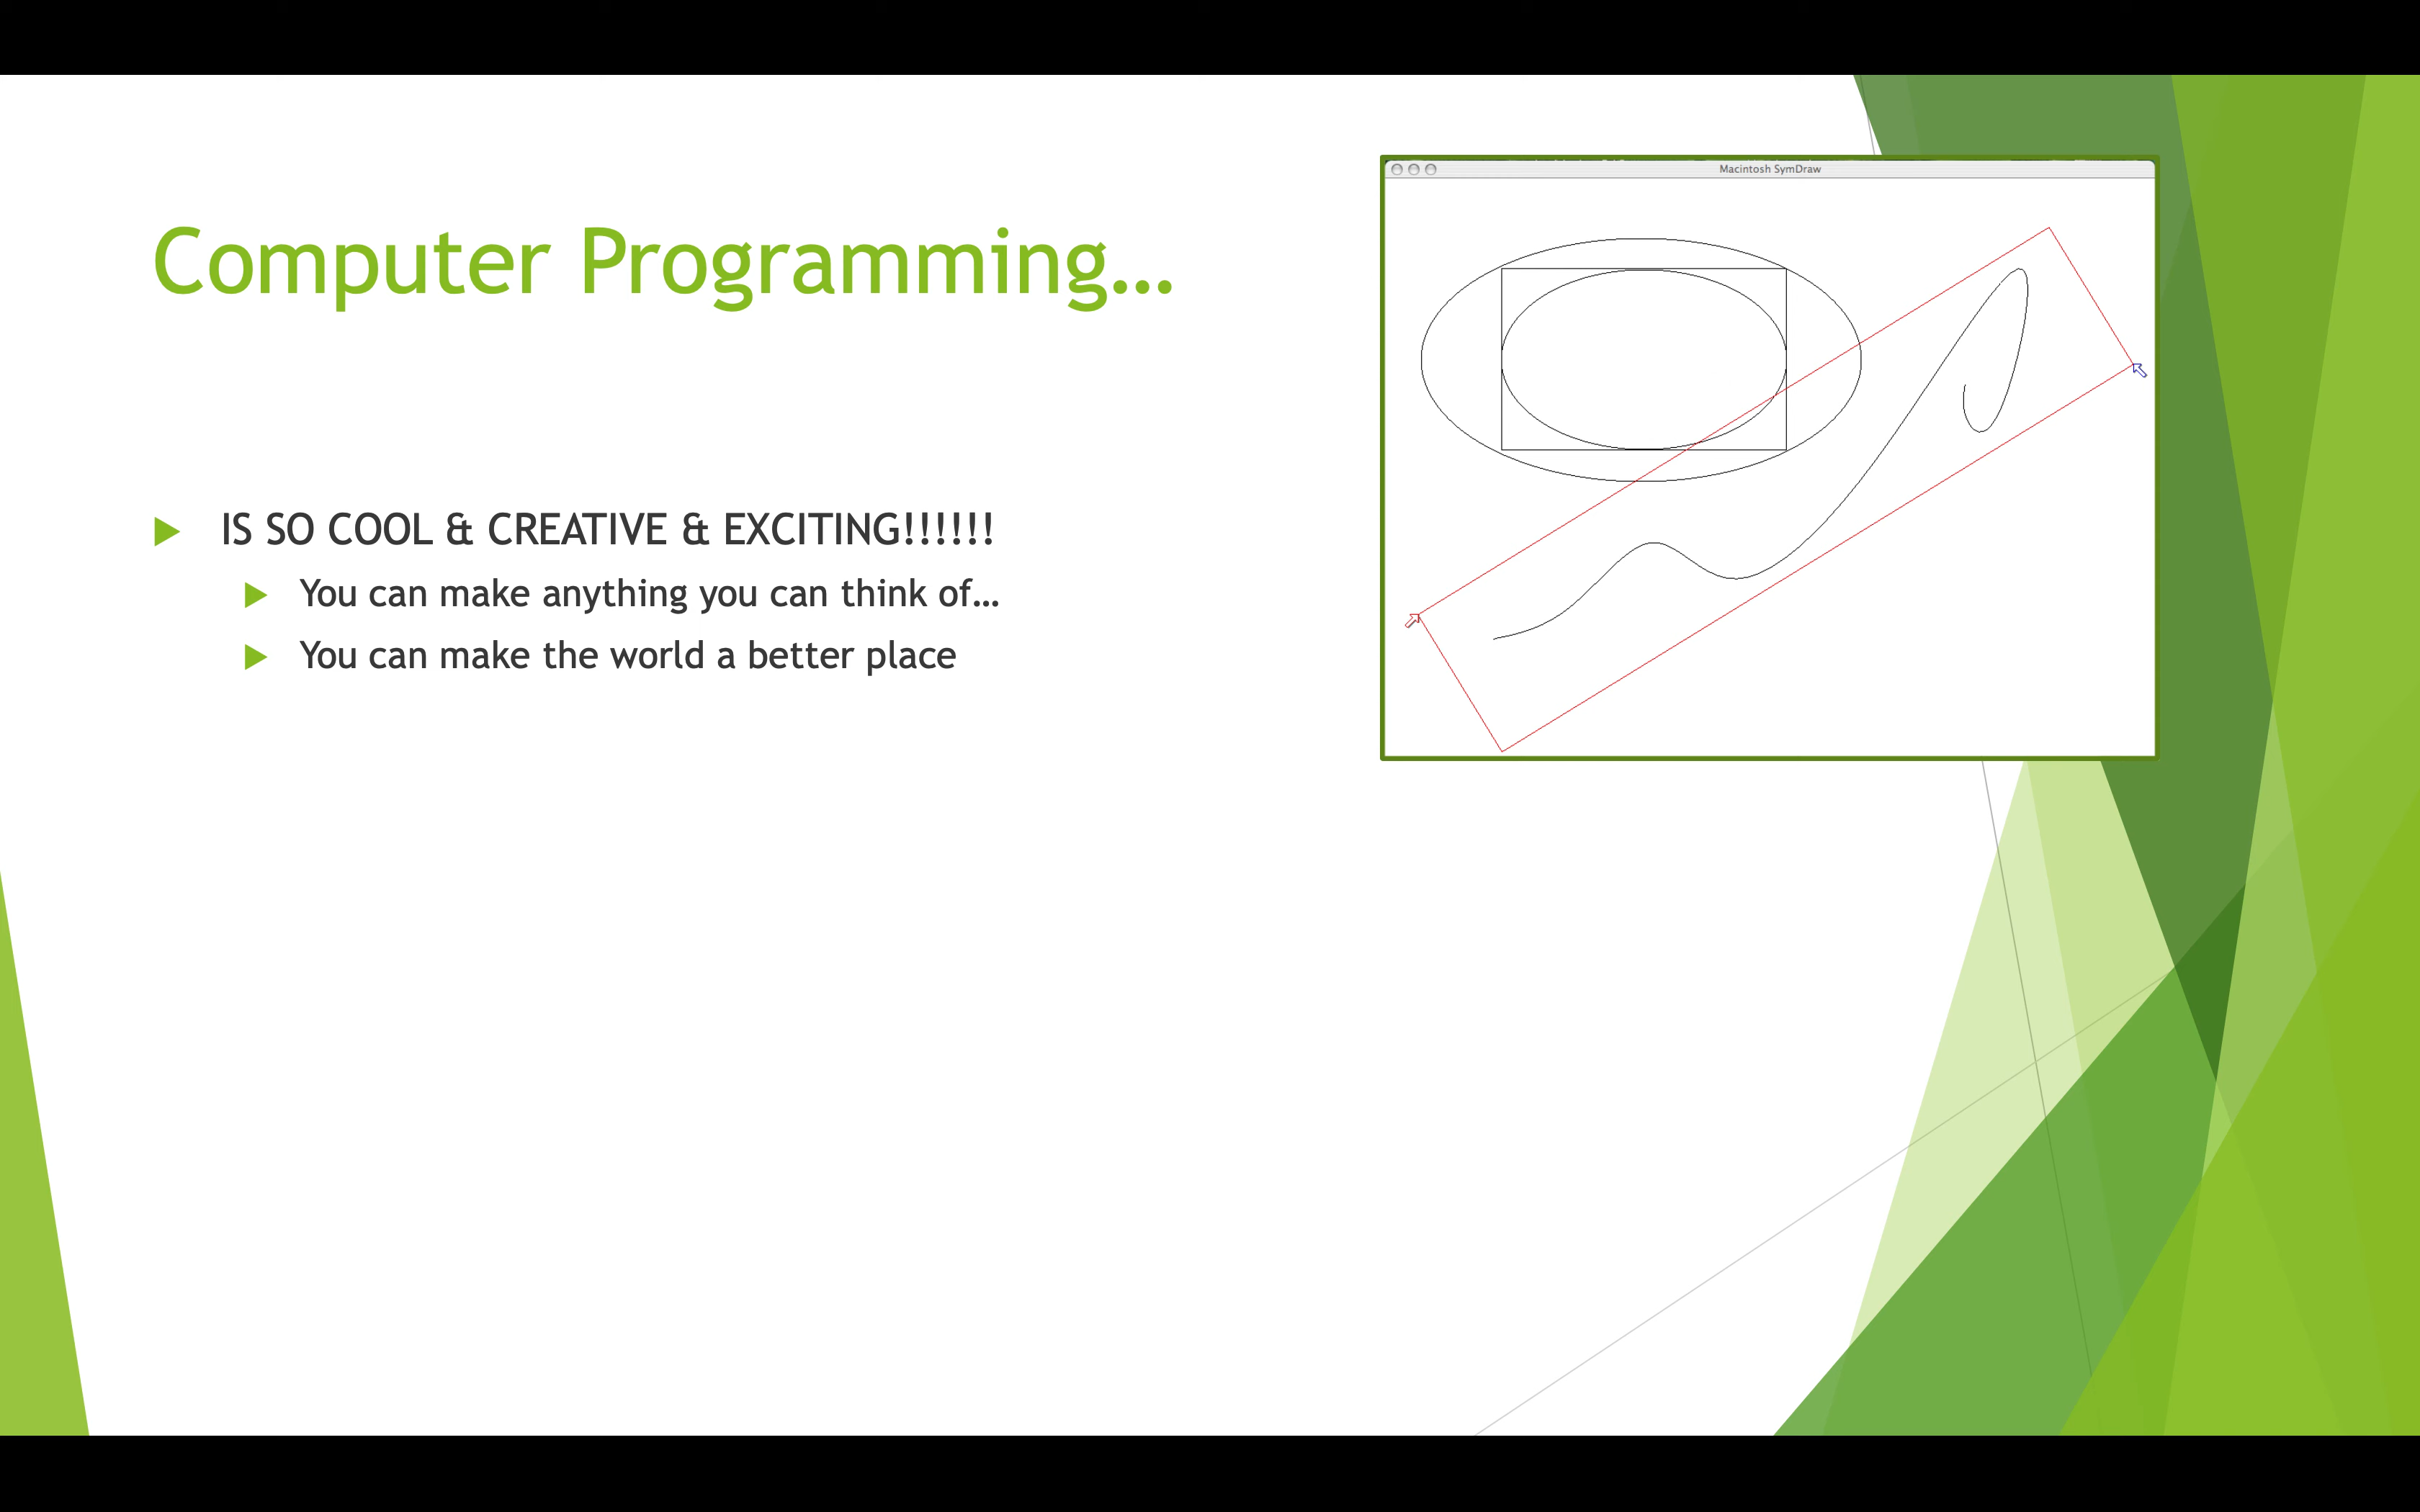 Computer Programming...
IS SO COOL & CREATIVE & EXCITING!!!!!!
You can make anything you can think of...
You can make the world a better place
Macintosh SymDraw